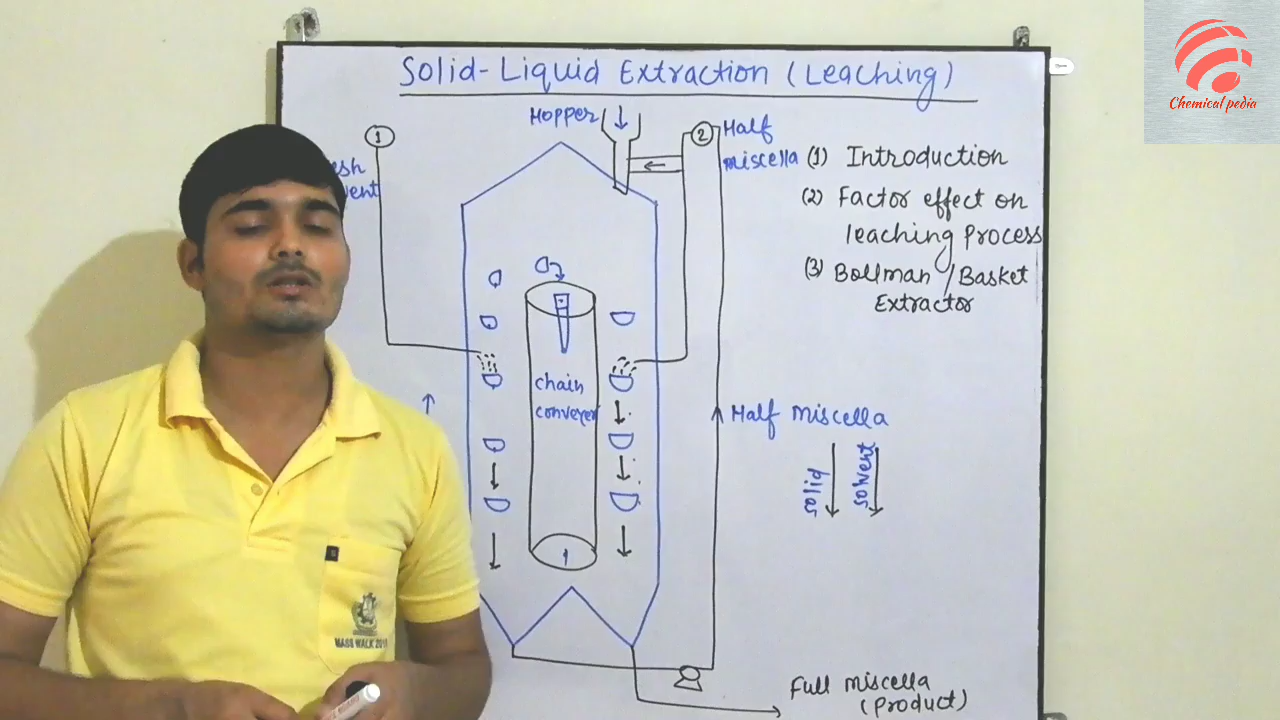 Solid-Liquid Extraction (Leaching)
Chemical pedia
Hopper
1
2
Half
miscella
(1) Introduction
(2) Factor effect on
leaching Process
(3) Bollman / Basket
Extractor
chain
conveyer
Half miscella
solid
solvent
MASS WALK
Full miscella
(Product)